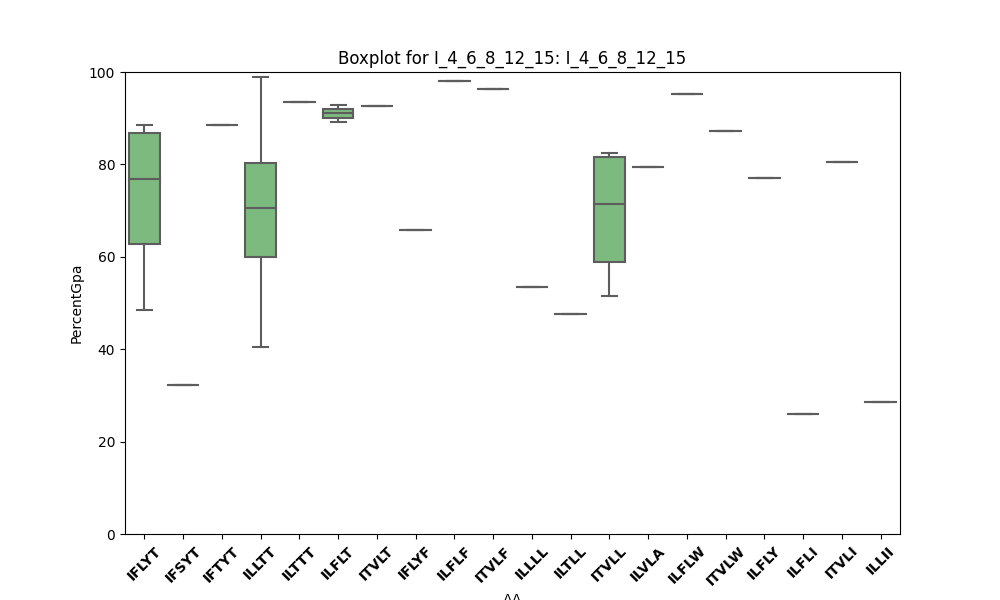 Boxplot for I_4_6_8_12_15: I_4_6_8_12_15
100
80
60
40
20
0
PercentGpa
IFLYT IFSYT IFTYT ILLTT ILTTT ILFLT ITVLT IFLYF ILFLF ITVLF ILLLL ILTLL ITVLL ILVLA ILFLW ITVLW ILFLY ILFLI ITVLI ILLII
AA